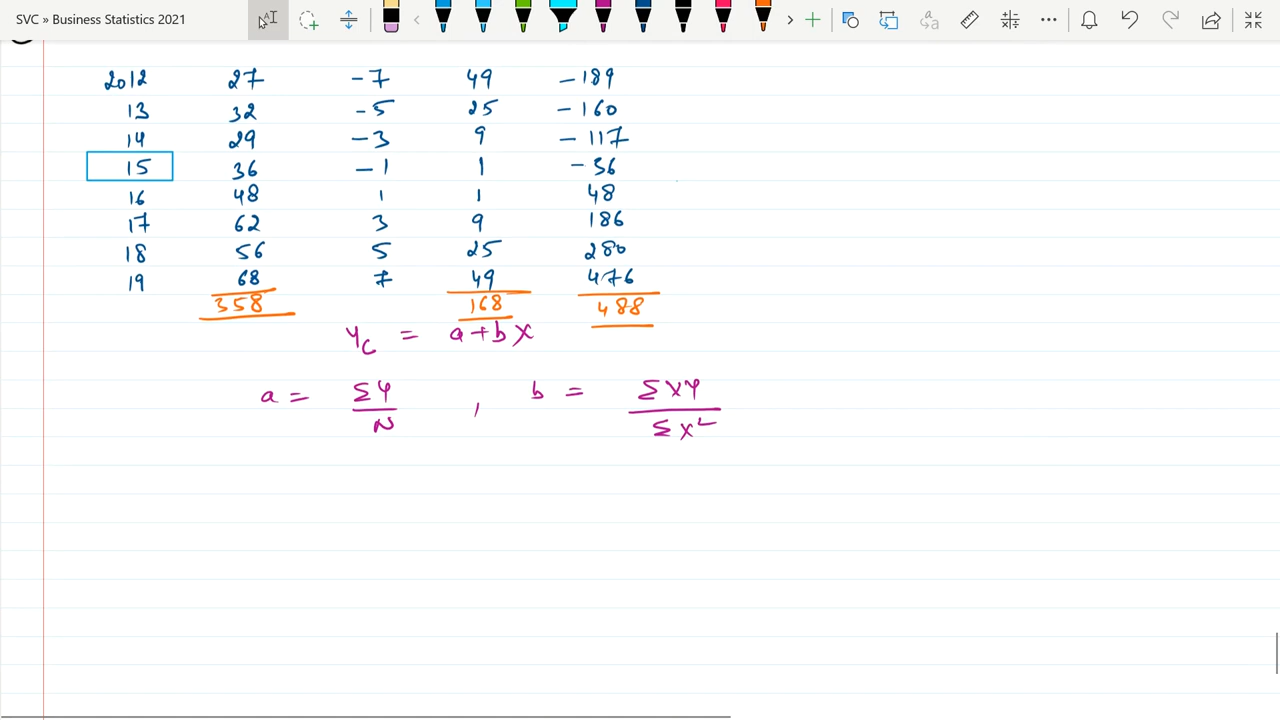 SVC » Business Statistics 2021
2012 27 -7 49 -189
13 32 -5 25 -160
14 29 -3 9 -117
15 36 -1 1 -36
16 48 1 1 48
17 62 3 9 186
18 56 5 25 280
19 68 7 49 476
358 168 488
Yc = a+bX
a = ΣY/N , b = ΣXY/ΣX²